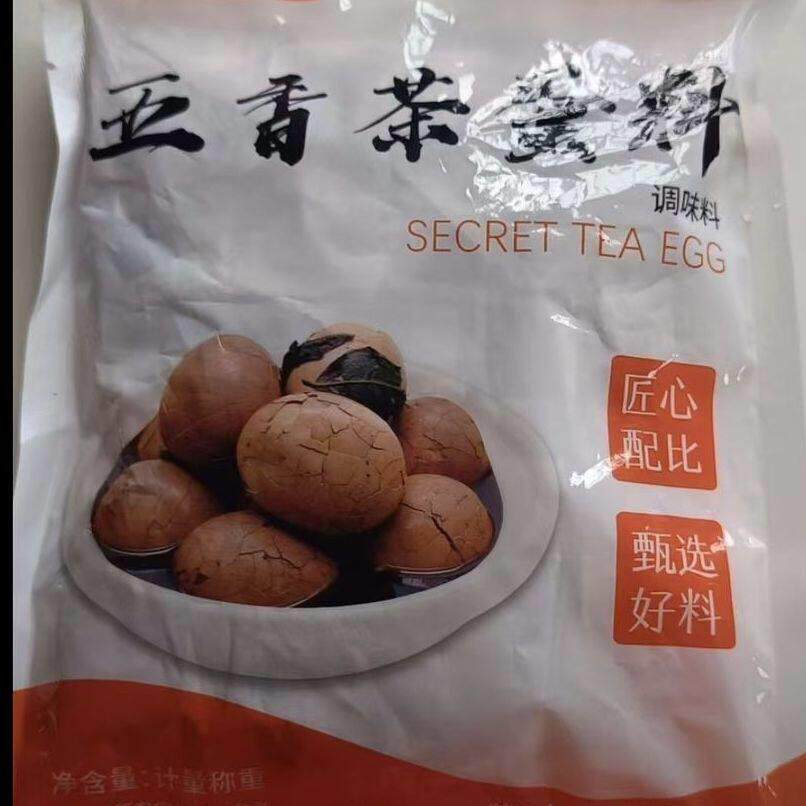 五香茶蛋料
调味料
SECRET TEA EGG
匠心
配比
甄选
好料
净含量:计量称重